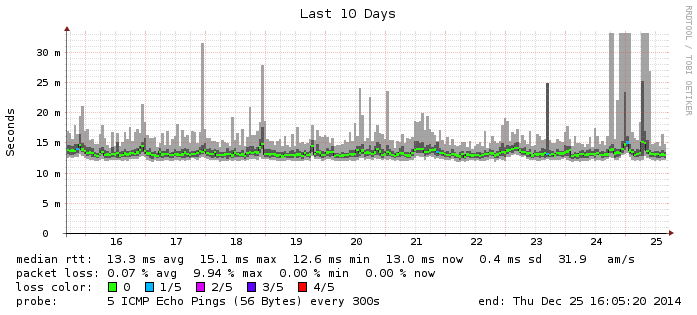 Last 10 Days
RRDTOOL / TOBI OETIKER
Seconds
30 m
25 m
20 m
15 m
10 m
5 m
0
16 17 18 19 20 21 22 23 24 25
median rtt: 13.3 ms avg 15.1 ms max 12.6 ms min 13.0 ms now 0.4 ms sd 31.9 am/s
packet loss: 0.07 % avg 9.94 % max 0.00 % min 0.00 % now
loss color: 0 1/5 2/5 3/5 4/5
probe: 5 ICMP Echo Pings (56 Bytes) every 300s end: Thu Dec 25 16:05:20 2014